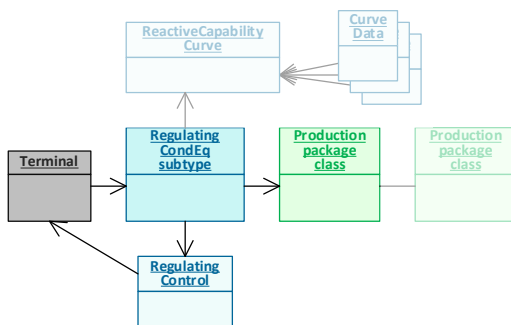 ReactiveCapability
Curve
Curve
Data
Terminal
Regulating
CondEq
subtype
Production
package
class
Production
package
class
Regulating
Control